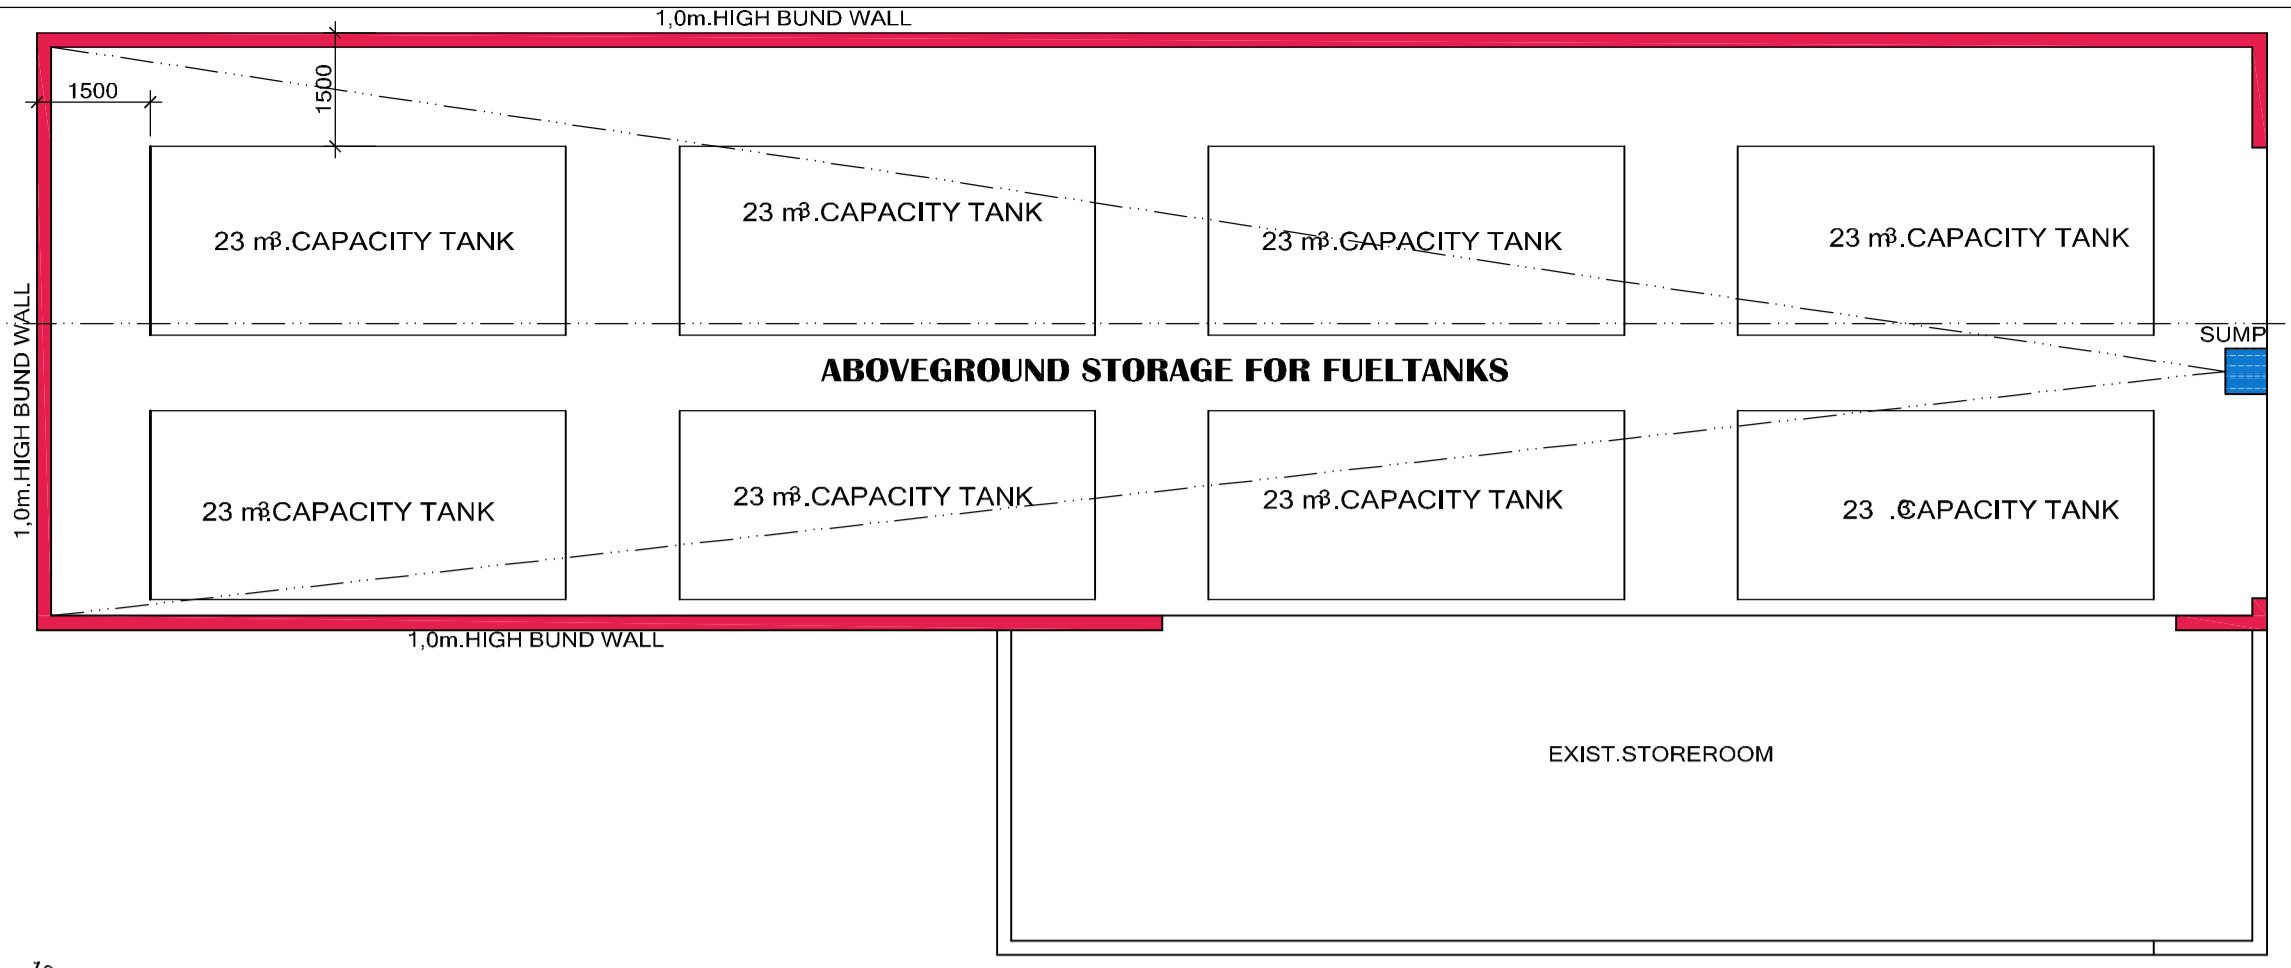 1,0m.HIGH BUND WALL
1500
1500
23 m³.CAPACITY TANK
23 m³.CAPACITY TANK
23 m³.CAPACITY TANK
23 m³.CAPACITY TANK
1,0m.HIGH BUND WALL
SUMP
ABOVEGROUND STORAGE FOR FUELTANKS
23 m³.CAPACITY TANK
23 m³.CAPACITY TANK
23 m³.CAPACITY TANK
23 ³.CAPACITY TANK
1,0m.HIGH BUND WALL
EXIST.STOREROOM